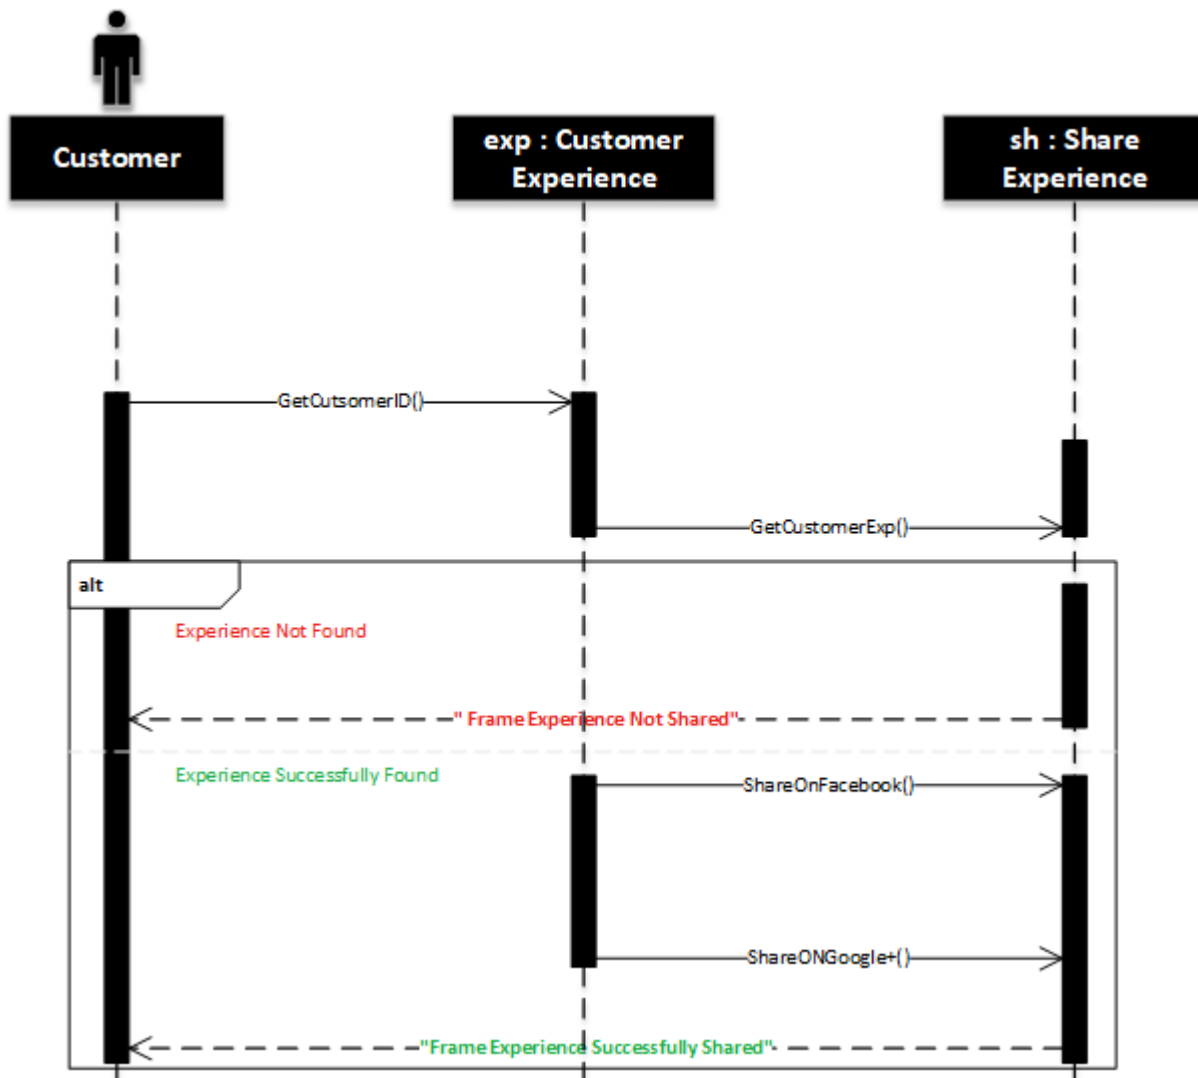 Customer
exp : Customer
Experience
sh : Share
Experience
GetCutsomerID()
GetCustomerExp()
alt
Experience Not Found
" Frame Experience Not Shared"
Experience Successfully Found
ShareOnFacebook()
ShareONGoogle+()
"Frame Experience Successfully Shared"